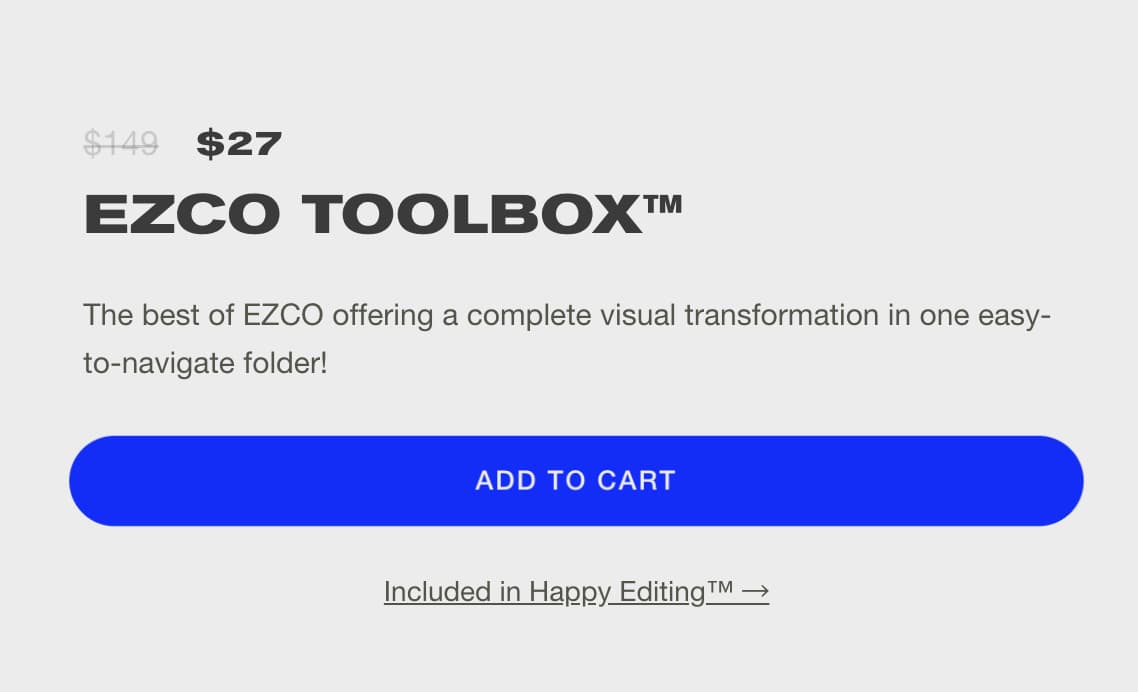 $149 $27
EZCO TOOLBOX™
The best of EZCO offering a complete visual transformation in one easy-
to-navigate folder!
ADD TO CART
Included in Happy Editing™ →